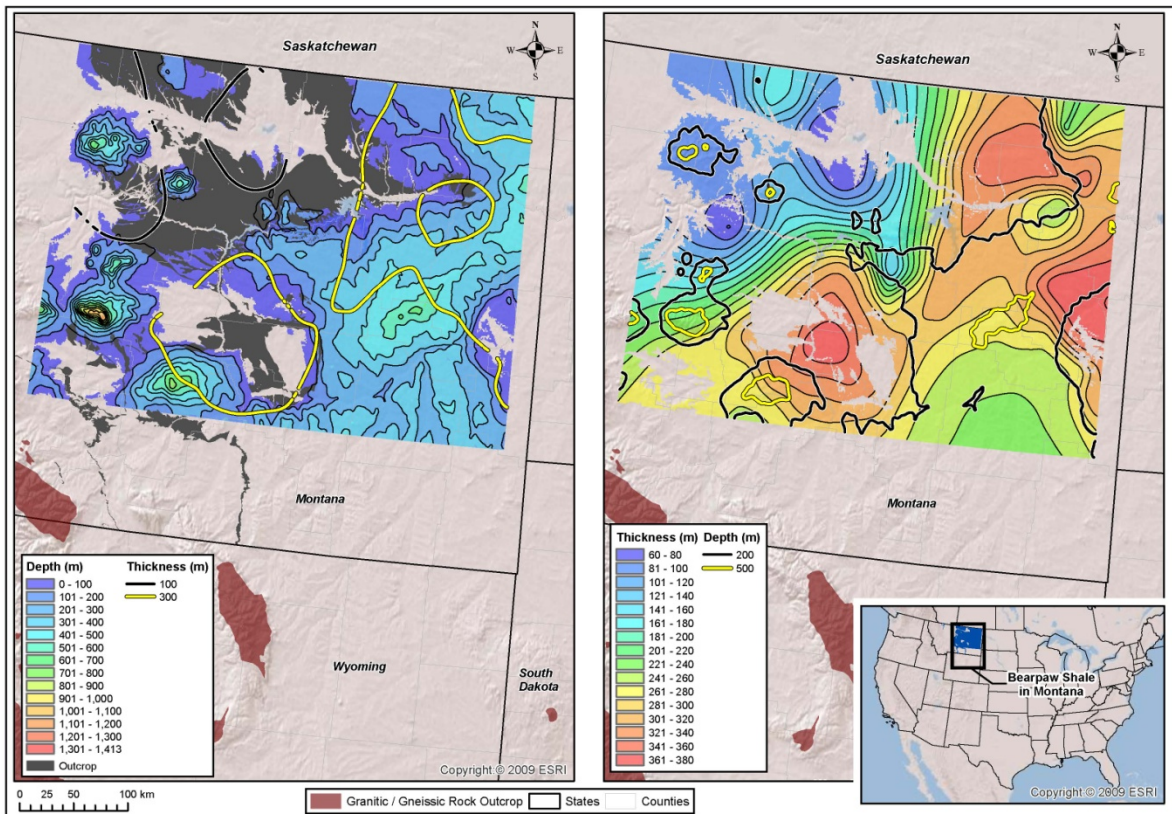 Saskatchewan
N
W E
S
Montana
Wyoming
South
Dakota
Depth (m)
0 - 100
101 - 200
201 - 300
301 - 400
401 - 500
501 - 600
601 - 700
701 - 800
801 - 900
901 - 1,000
1,001 - 1,100
1,101 - 1,200
1,201 - 1,300
1,301 - 1,413
Outcrop
Thickness (m)
100
300
Copyright:© 2009 ESRI
Saskatchewan
N
W E
S
Montana
Thickness (m)
60 - 80
81 - 100
101 - 120
121 - 140
141 - 160
161 - 180
181 - 200
201 - 220
221 - 240
241 - 260
261 - 280
281 - 300
301 - 320
321 - 340
341 - 360
361 - 380
Depth (m)
200
500
Bearpaw Shale
in Montana
Copyright:© 2009 ESRI
0 25 50 100 km
Granitic / Gneissic Rock Outcrop States Counties